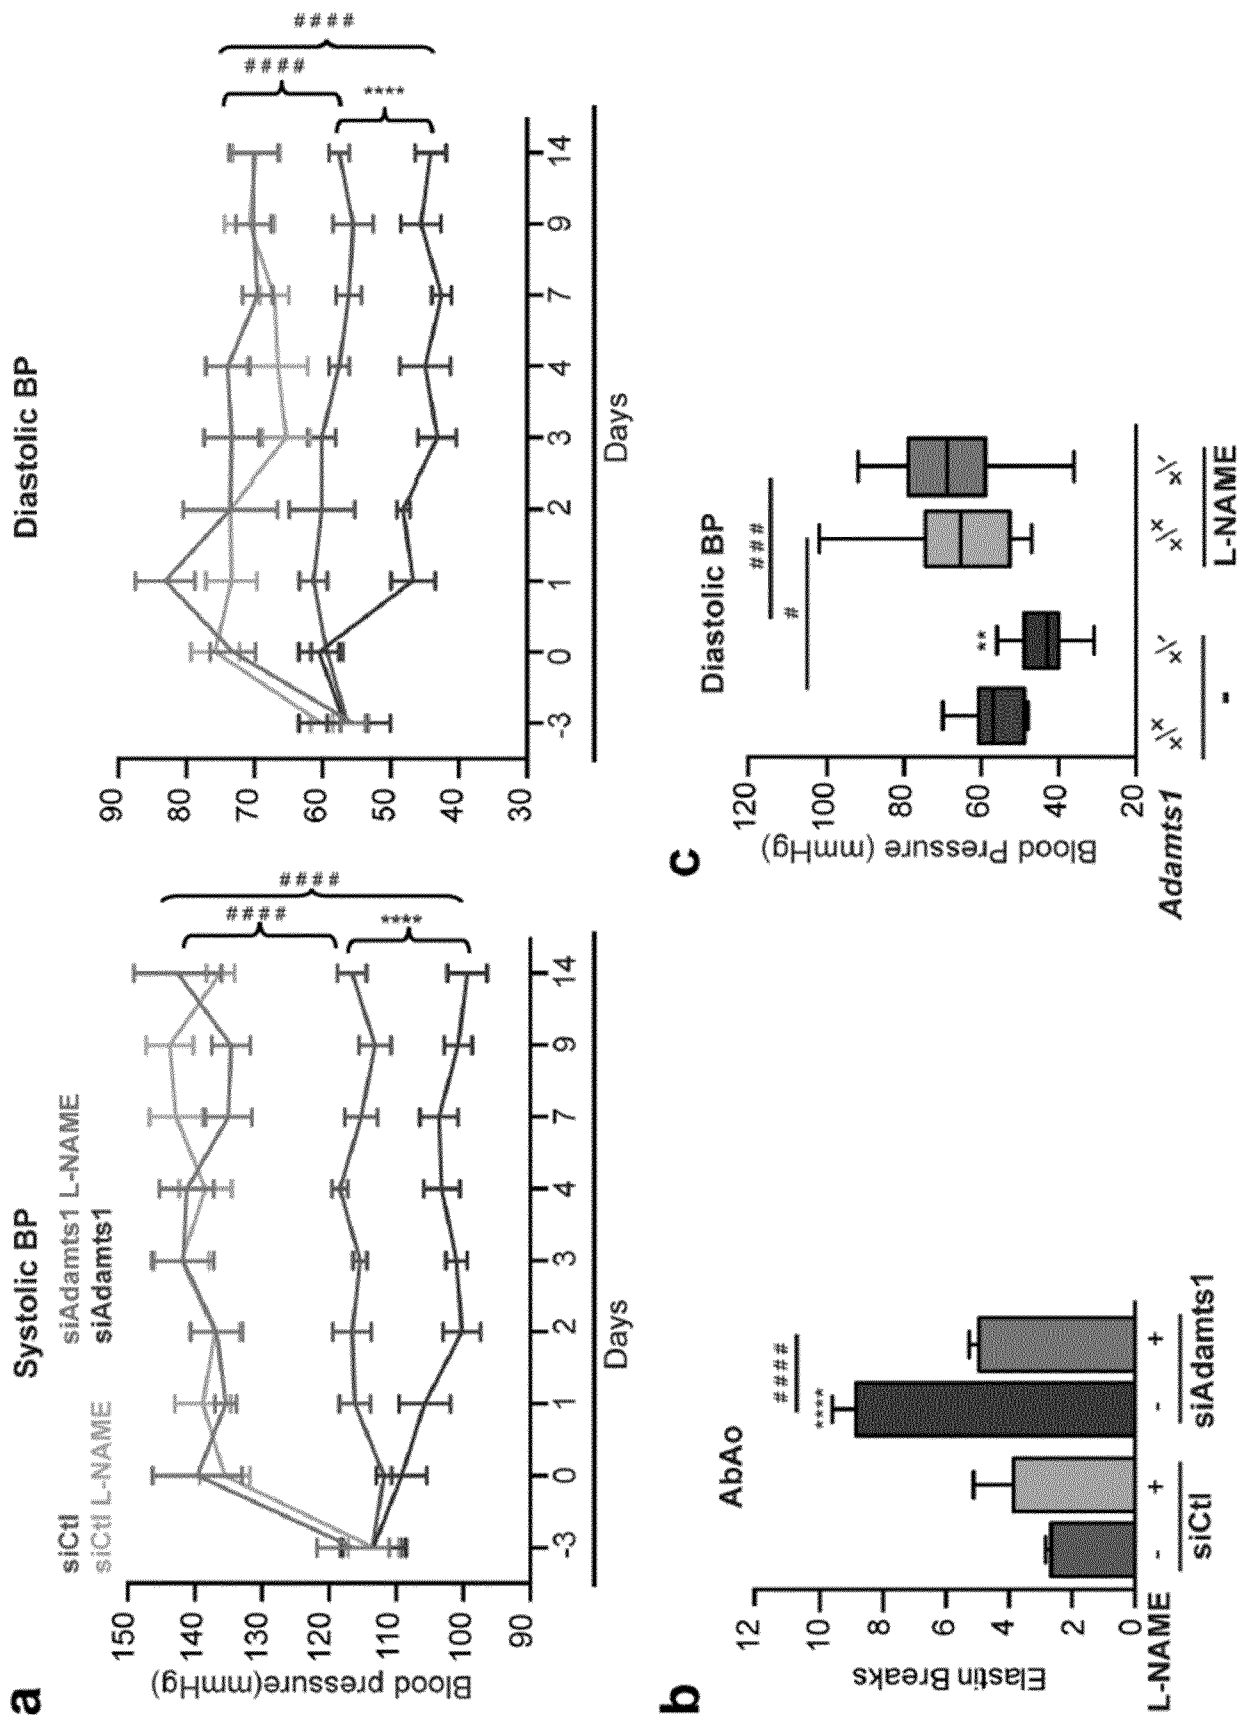 a
Systolic BP
siCtl siAdamts1 L-NAME
siCtl L-NAME siAdamts1
Blood pressure(mmHg)
150
140
130
120
110
100
90
-3 0 1 2 3 4 7 9 14
Days
####
####
****
Diastolic BP
90
80
70
60
50
40
30
-3 0 1 2 3 4 7 9 14
Days
####
####
****
b
AbAo
Elastin Breaks
12
10
8
6
4
2
0
####
****
L-NAME - + - +
siCtl siAdamts1
c
Diastolic BP
Blood Pressure (mmHg)
120
100
80
60
40
20
###
#
**
Adamts1 +/+ +/- +/+ +/-
- L-NAME